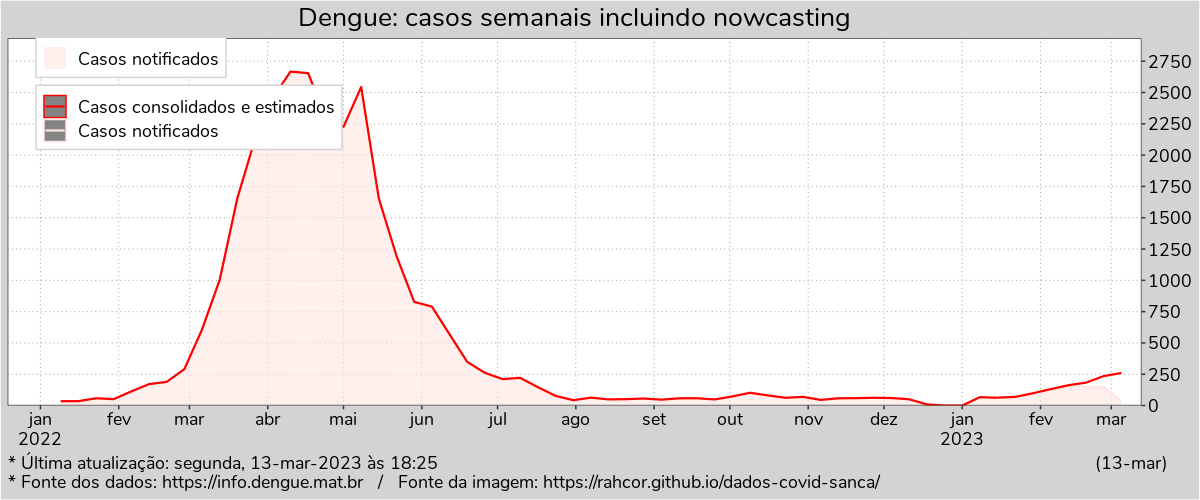 Dengue: casos semanais incluindo nowcasting
Casos notificados
Casos consolidados e estimados
Casos notificados
2750
2500
2250
2000
1750
1500
1250
1000
750
500
250
0
jan fev mar abr mai jun jul ago set out nov dez jan fev mar
2022 2023
* Última atualização: segunda, 13-mar-2023 às 18:25 (13-mar)
* Fonte dos dados: https://info.dengue.mat.br / Fonte da imagem: https://rahcor.github.io/dados-covid-sanca/